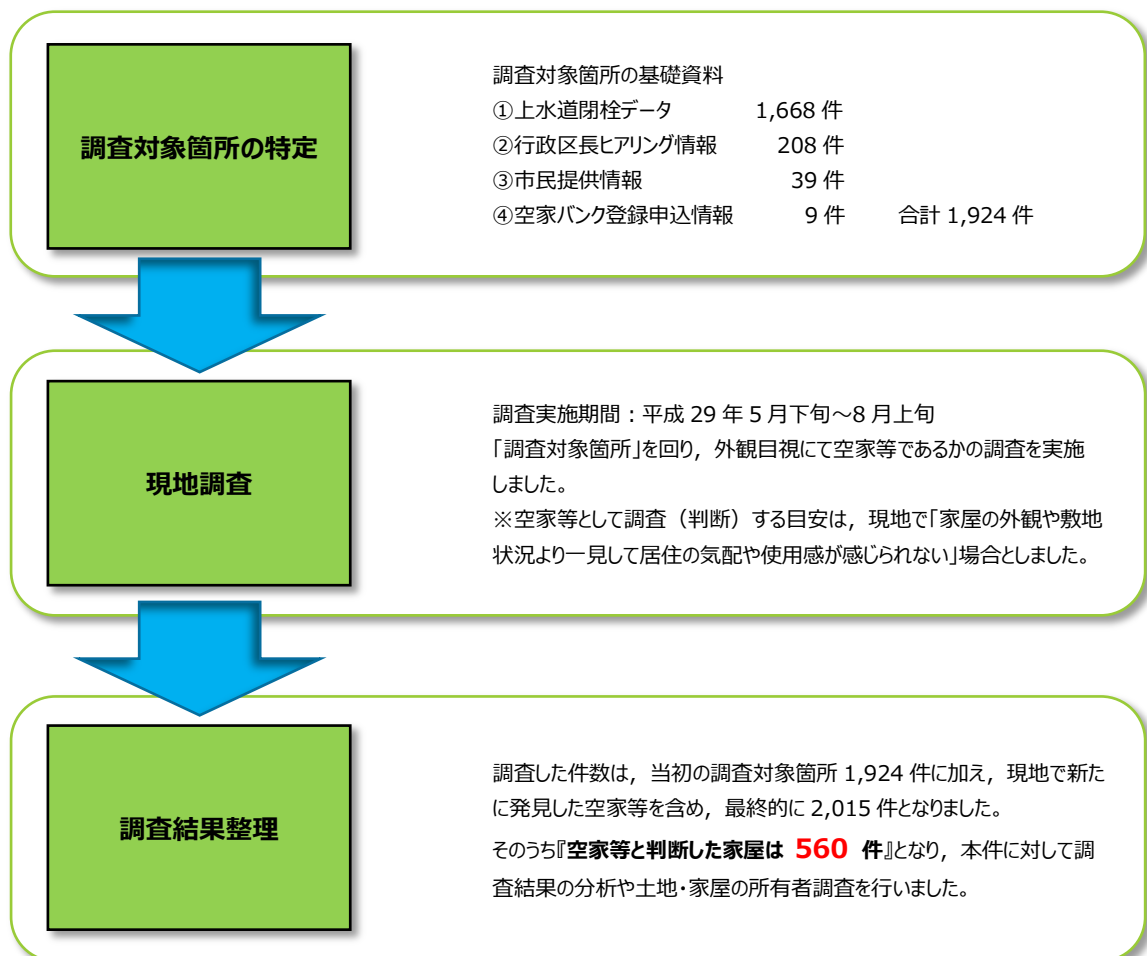 調査対象箇所の特定
調査対象箇所の基礎資料
①上水道閉栓データ 1,668 件
②行政区長ヒアリング情報 208 件
③市民提供情報 39 件
④空家バンク登録申込情報 9 件 合計 1,924 件
現地調査
調査実施期間：平成 29 年 5 月下旬～8 月上旬
「調査対象箇所」を回り，外観目視にて空家等であるかの調査を実施
しました。
※空家等として調査（判断）する目安は，現地で「家屋の外観や敷地
状況より一見して居住の気配や使用感が感じられない」場合としました。
調査結果整理
調査した件数は，当初の調査対象箇所 1,924 件に加え，現地で新た
に発見した空家等を含め，最終的に 2,015 件となりました。
そのうち『空家等と判断した家屋は 560 件』となり，本件に対して調
査結果の分析や土地・家屋の所有者調査を行いました。